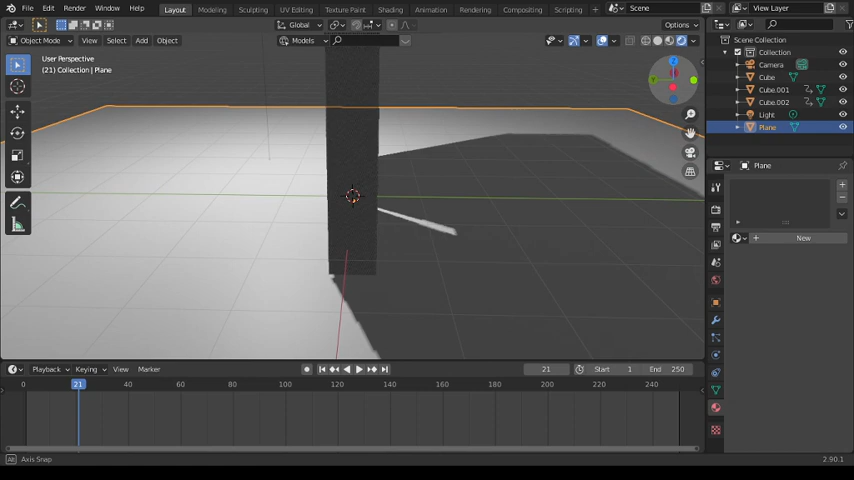 File Edit Render Window Help Layout Modeling Sculpting UV Editing Texture Paint Shading Animation Rendering Compositing Scripting Scene View Layer
Global Options
Object Mode View Select Add Object Models Scene Collection
Collection
User Perspective
(21) Collection | Plane
Camera
Cube
Cube.001
Cube.002
Light
Plane
Plane
New
Playback Keying View Marker 21 Start 1 End 250
0 21 40 60 80 100 120 140 160 180 200 220 240
Axis Snap 2.90.1